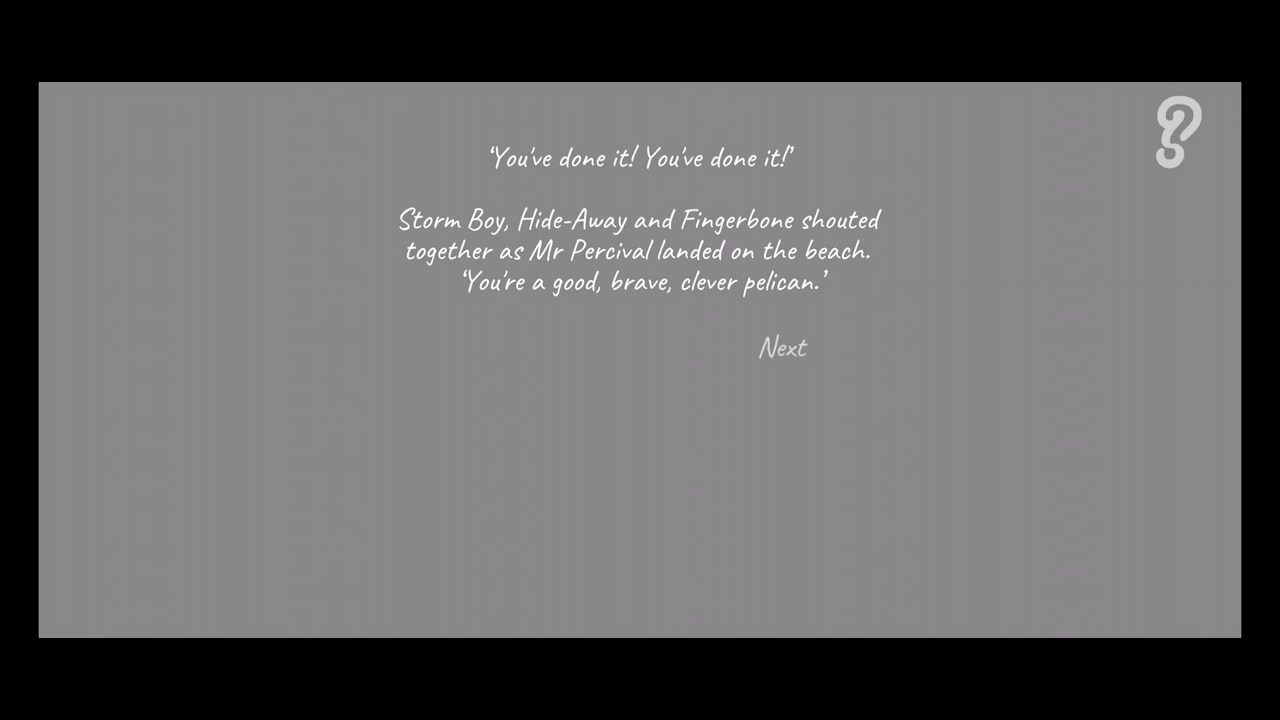 ‘You've done it! You've done it!’
Storm Boy, Hide-Away and Fingerbone shouted
together as Mr Percival landed on the beach.
‘You're a good, brave, clever pelican.’
Next
?